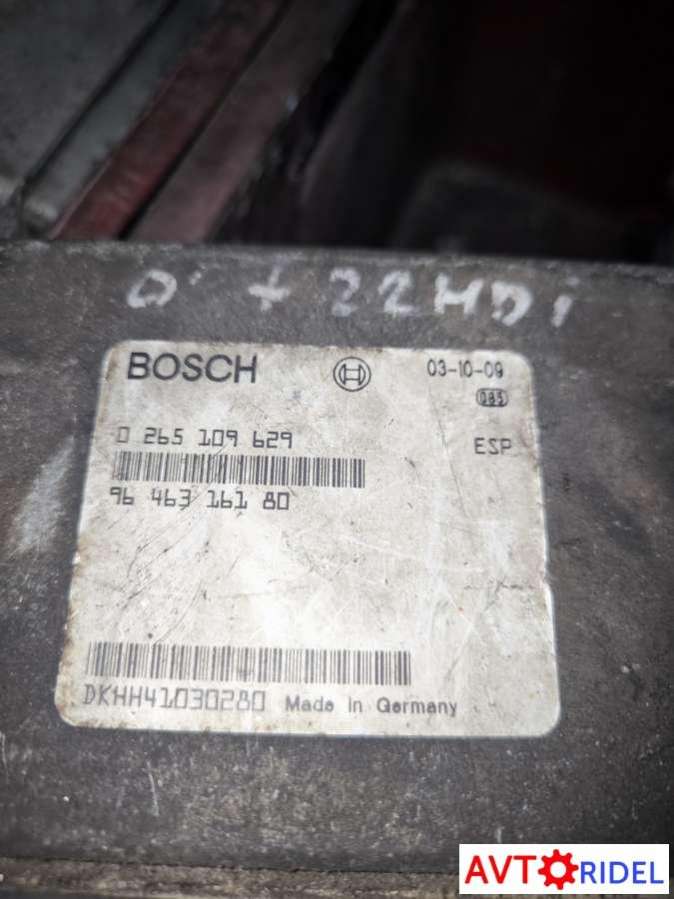 + 22HDi
BOSCH 03-10-09
085
0 265 109 629 ESP
96 463 161 80
DKHH41030280 Made in Germany
AVTORIDEL